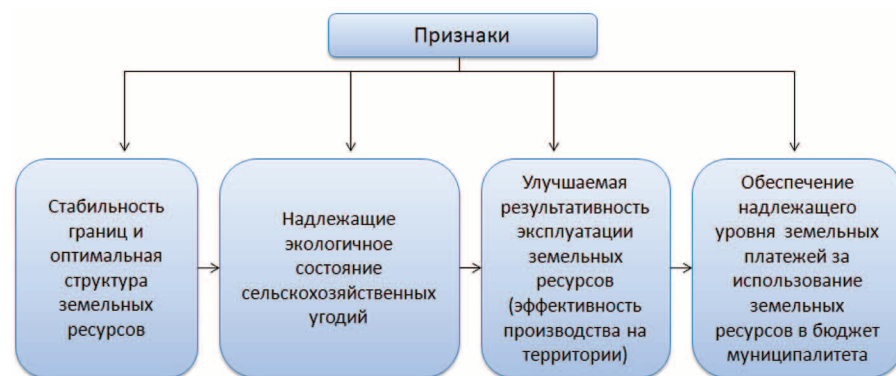 Признаки
Стабильность
границ и
оптимальная
структура
земельных
ресурсов
Надлежащие
экологичное
состояние
сельскохозяйственных
угодий
Улучшаемая
результативность
эксплуатации
земельных
ресурсов
(эффективность
производства на
территории)
Обеспечение
надлежащего
уровня земельных
платежей за
использование
земельных
ресурсов в бюджет
муниципалитета